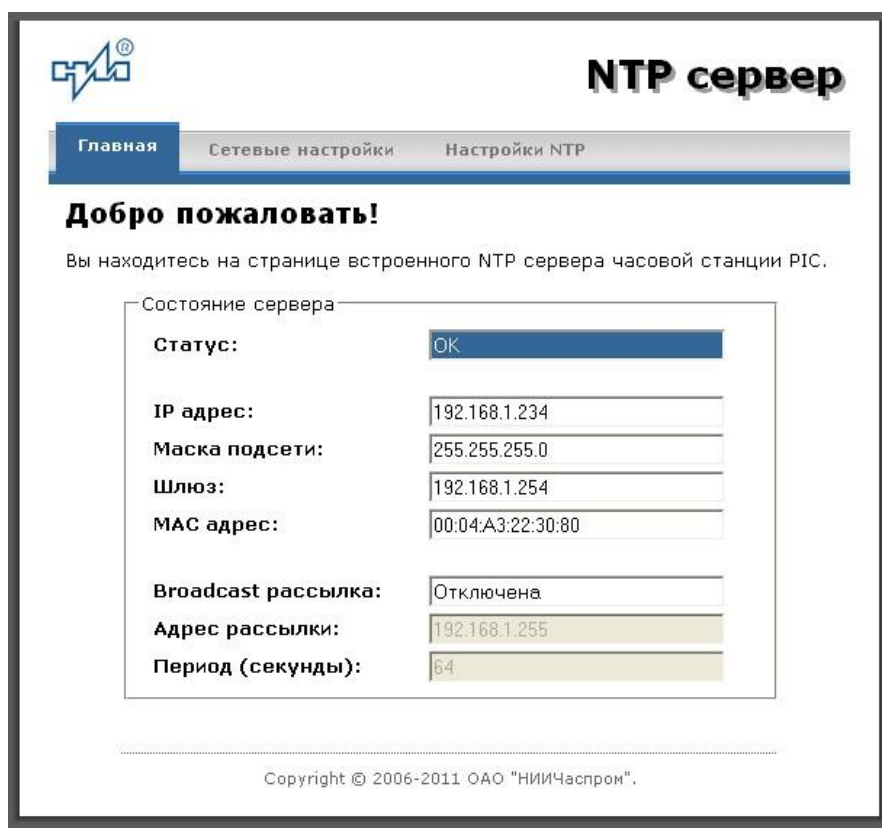 ®
NTP сервер
Главная Сетевые настройки Настройки NTP
Добро пожаловать!
Вы находитесь на странице встроенного NTP сервера часовой станции PIC.
Состояние сервера
Статус: OK
IP адрес: 192.168.1.234
Маска подсети: 255.255.255.0
Шлюз: 192.168.1.254
MAC адрес: 00:04:A3:22:30:80
Broadcast рассылка: Отключена
Адрес рассылки: 192.168.1.255
Период (секунды): 64
Copyright © 2006-2011 ОАО "НИИЧаспром".